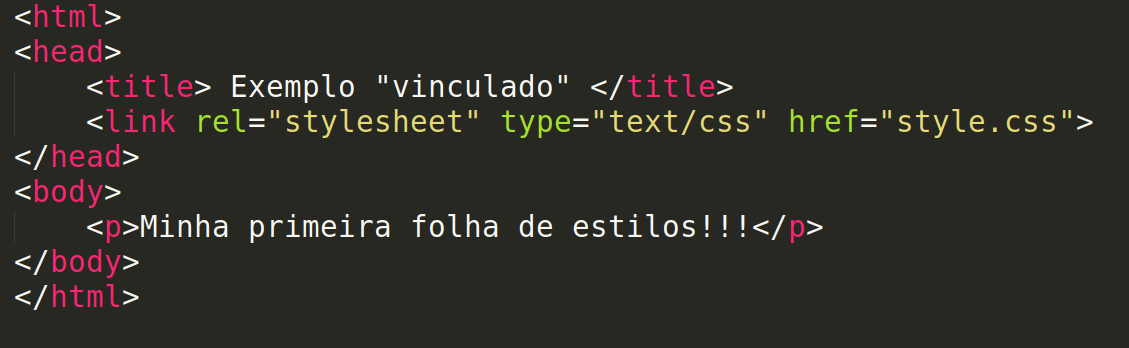 <html>
<head>
    <title> Exemplo "vinculado" </title>
    <link rel="stylesheet" type="text/css" href="style.css">
</head>
<body>
    <p>Minha primeira folha de estilos!!!</p>
</body>
</html>